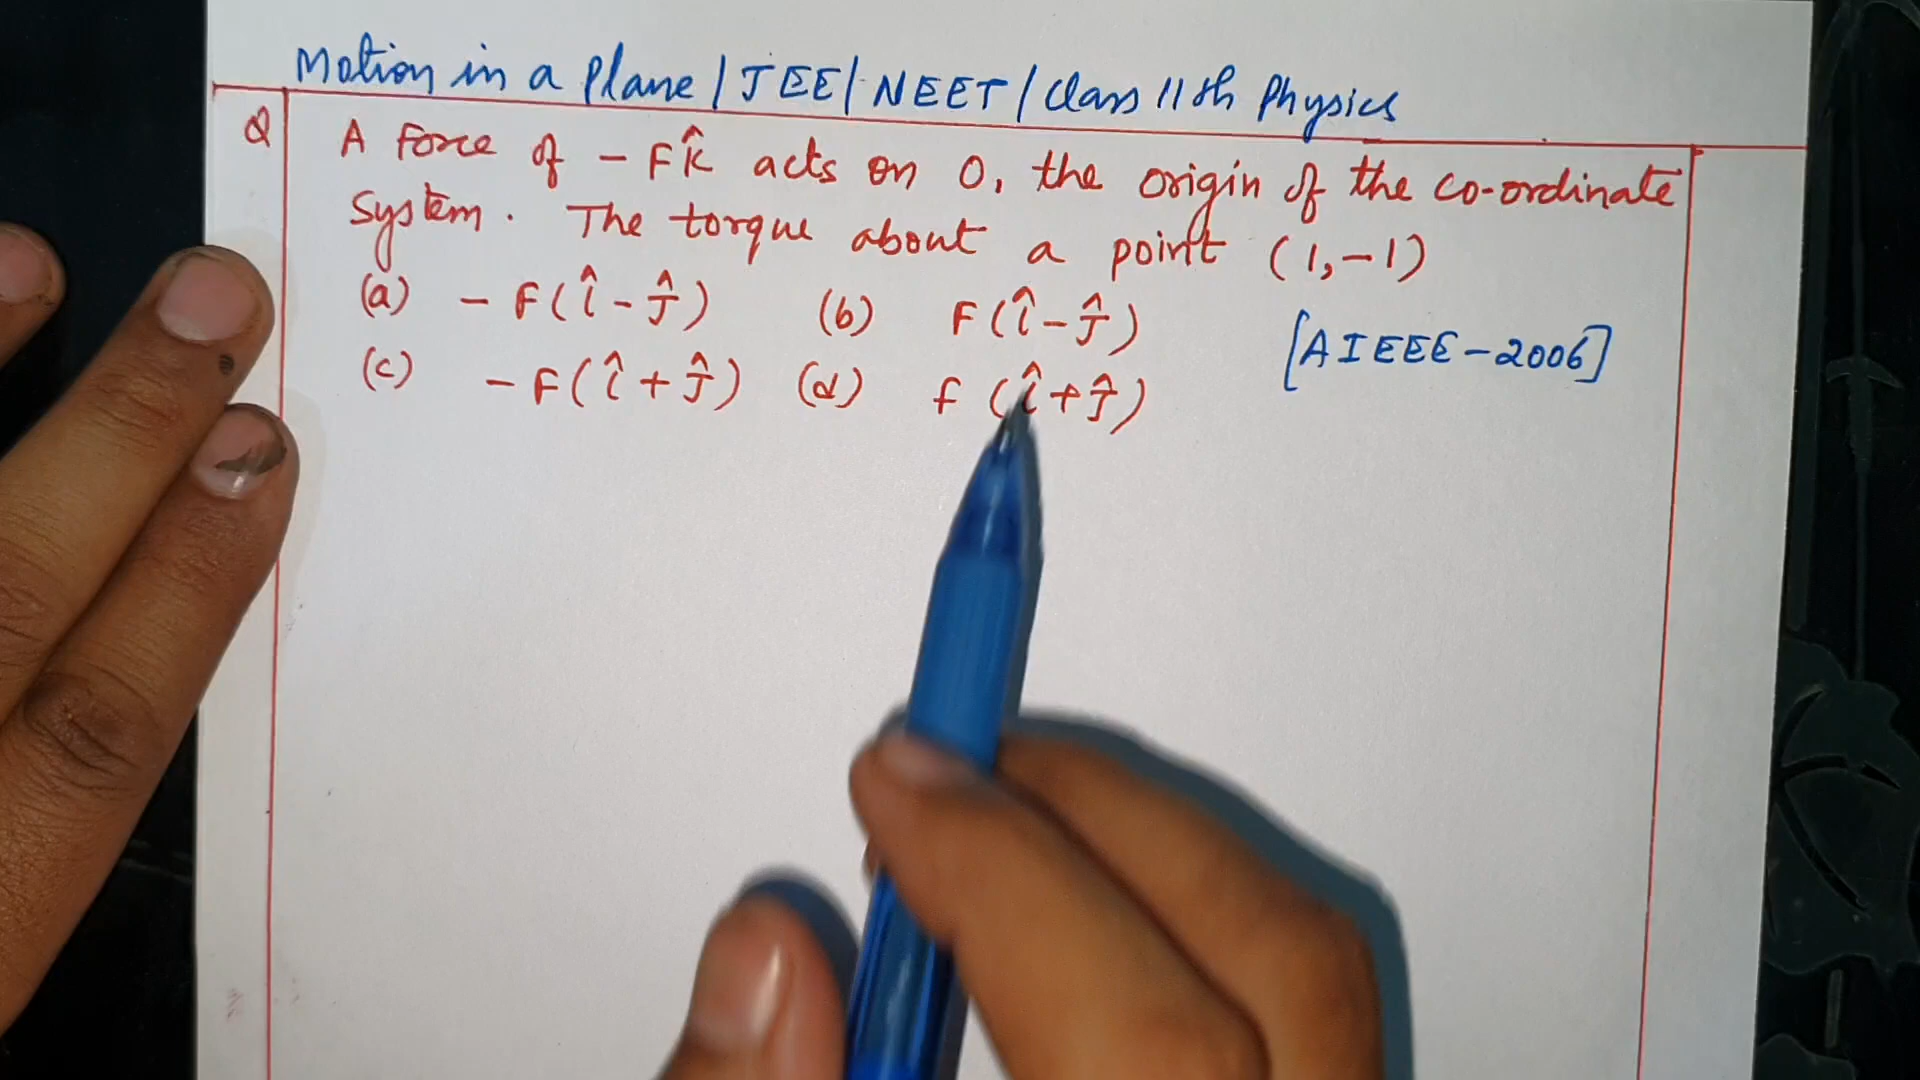 Motion in a Plane / JEE / NEET / Class 11th Physics
Q A Force of - Fk̂ acts on O, the origin of the co-ordinate
system. The torque about a point (1,-1)
(a) - F(î - ĵ) (b) F(î - ĵ)
[AIEEE-2006]
(c) - F(î + ĵ) (d) f (î + ĵ)